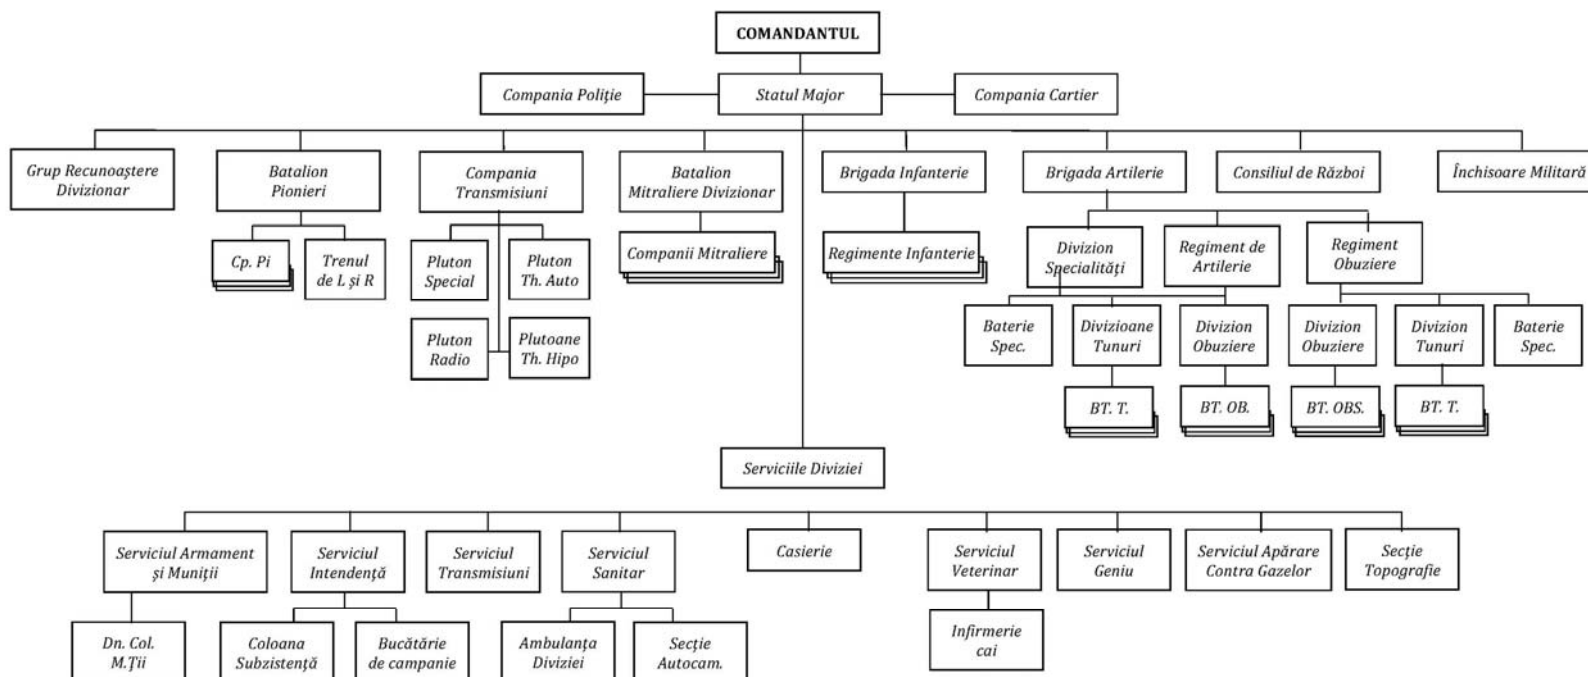 COMANDANTUL
Compania Poliție
Statul Major
Compania Cartier
Grup Recunoaștere
Divizionar
Batalion
Pionieri
Compania
Transmisiuni
Batalion
Mitraliere Divizionar
Brigada Infanterie
Brigada Artilerie
Consiliul de Război
Închisoare Militară
Cp. Pi
Trenul
de L și R
Pluton
Special
Pluton
Th. Auto
Companii Mitraliere
Regimente Infanterie
Divizion
Specialități
Regiment de
Artilerie
Regiment
Obuziere
Pluton
Radio
Plutoane
Th. Hipo
Baterie
Spec.
Divizioane
Tunuri
Divizion
Obuziere
Divizion
Obuziere
Divizion
Tunuri
Baterie
Spec.
BT. T.
BT. OB.
BT. OBS.
BT. T.
Serviciile Diviziei
Serviciul Armament
și Muniții
Serviciul
Intendență
Serviciul
Transmisiuni
Serviciul
Sanitar
Casierie
Serviciul
Veterinar
Serviciul
Geniu
Serviciul Apărare
Contra Gazelor
Secție
Topografie
Dn. Col.
M.Ții
Coloana
Subzistență
Bucătărie
de campanie
Ambulanța
Diviziei
Secție
Autocam.
Infirmerie
cai